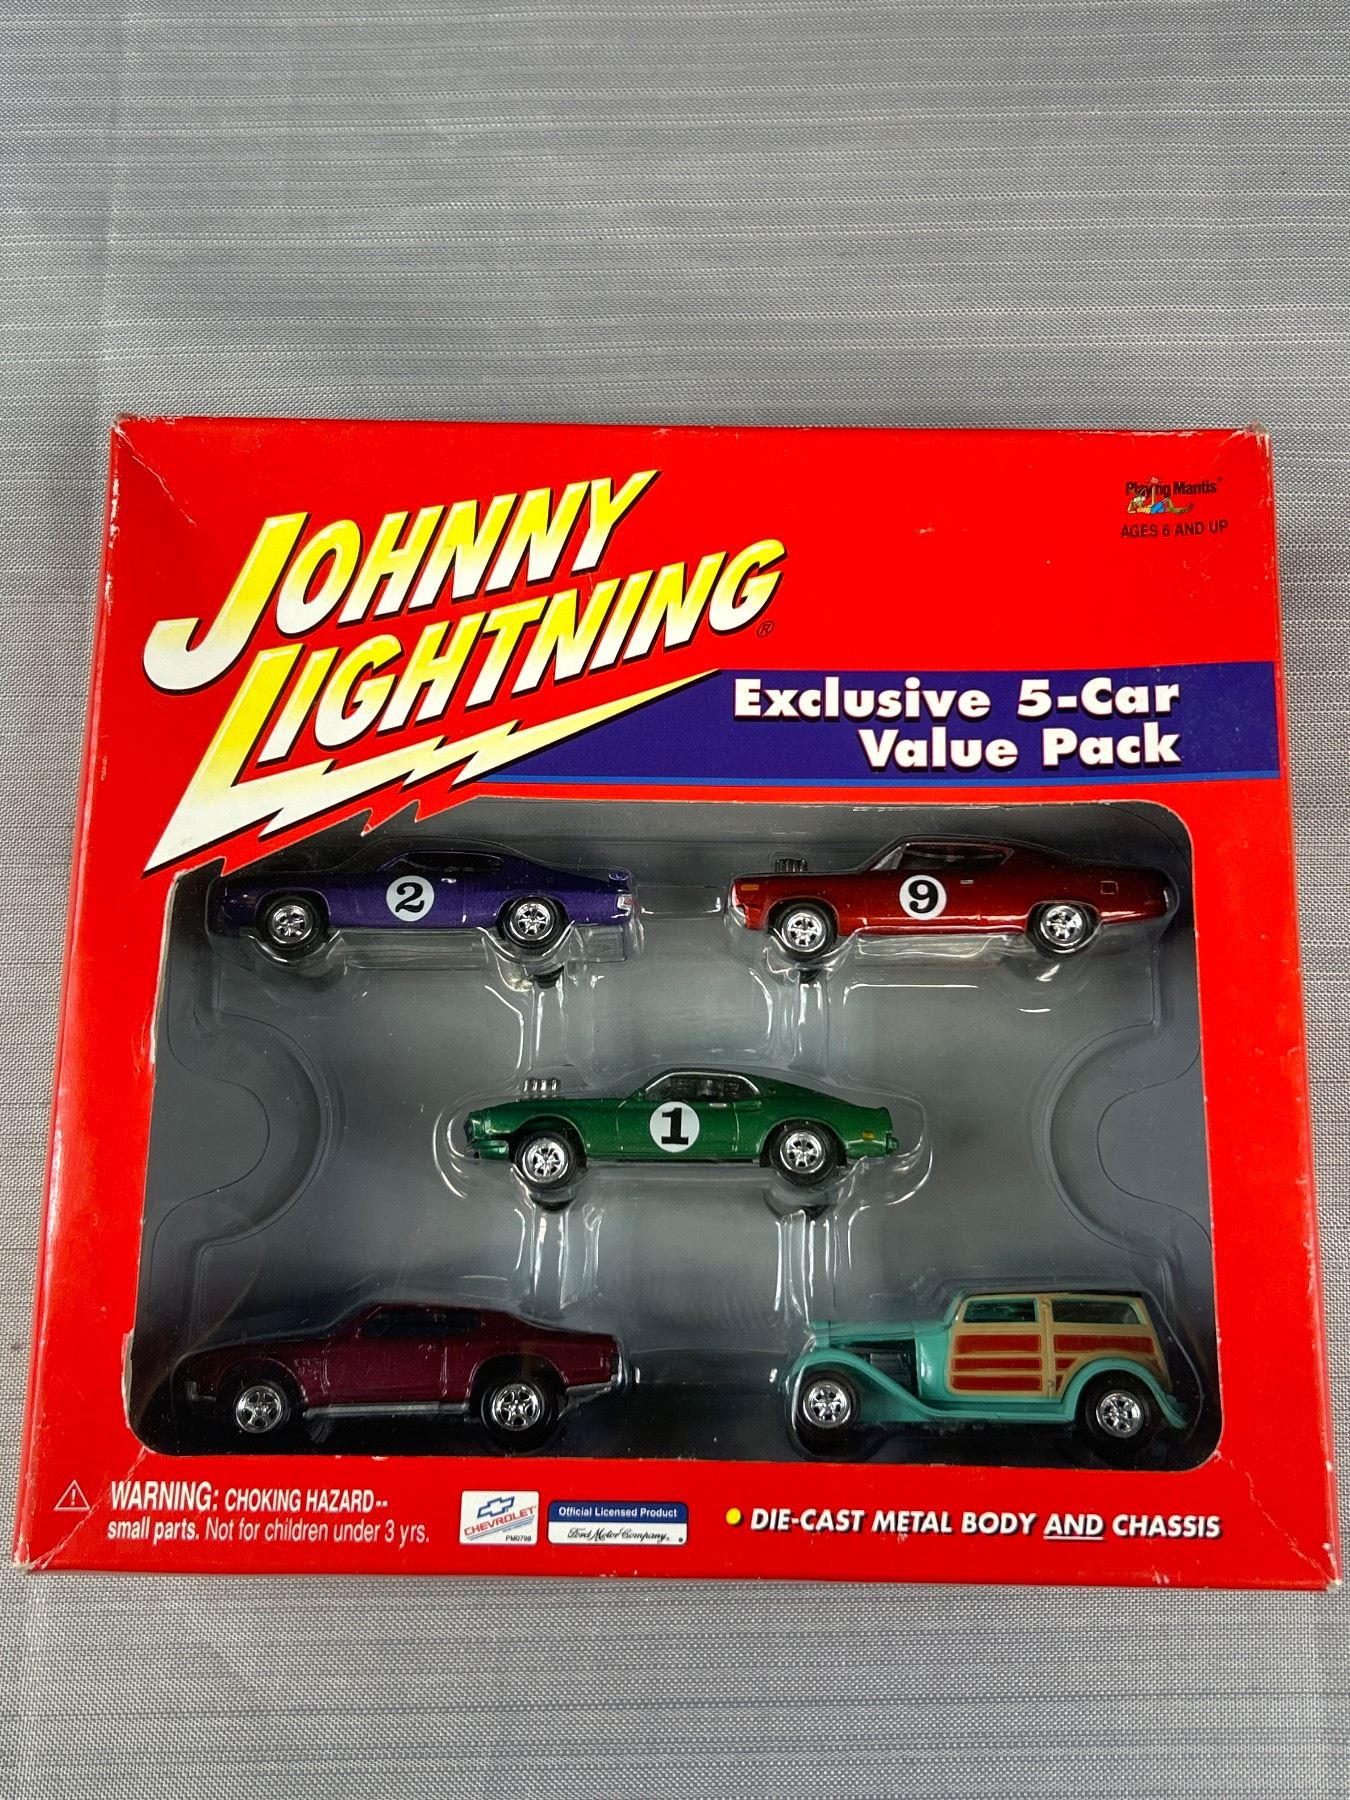 JOHNNY
LIGHTNING®
Playing Mantis®
AGES 6 AND UP
Exclusive 5-Car
Value Pack
2
9
1
WARNING: CHOKING HAZARD--
small parts. Not for children under 3 yrs.
CHEVROLET
PM0798
Official Licensed Product
Ford Motor Company.
• DIE-CAST METAL BODY AND CHASSIS